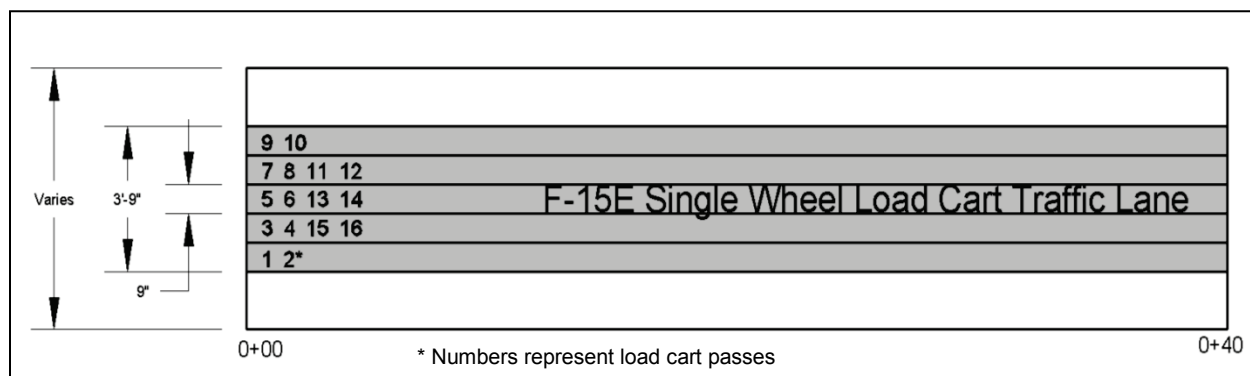 9 10
7 8 11 12
5 6 13 14
3 4 15 16
1 2*
F-15E Single Wheel Load Cart Traffic Lane
Varies
3'-9"
9"
0+00
* Numbers represent load cart passes
0+40